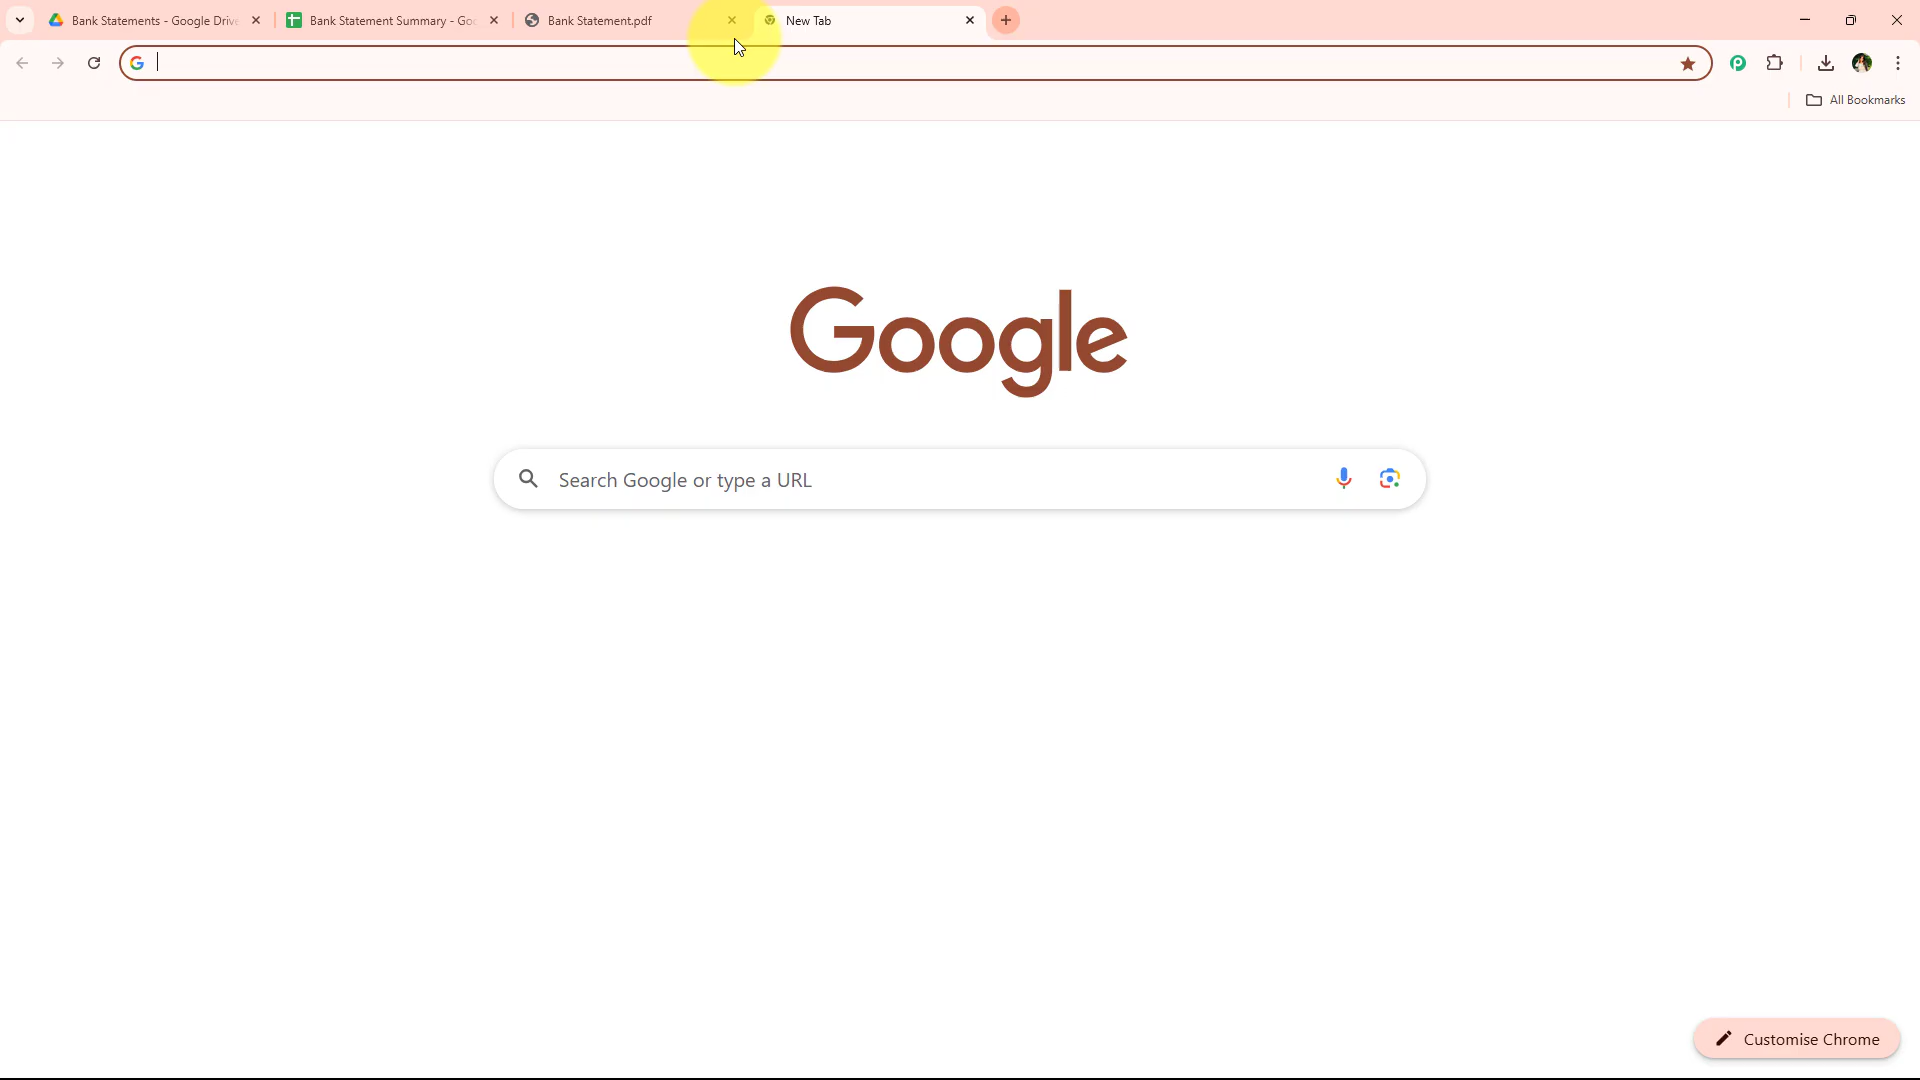 Bank Statements - Google Drive
Bank Statement Summary - Goo
Bank Statement.pdf
New Tab
All Bookmarks
Google
Search Google or type a URL
Customise Chrome